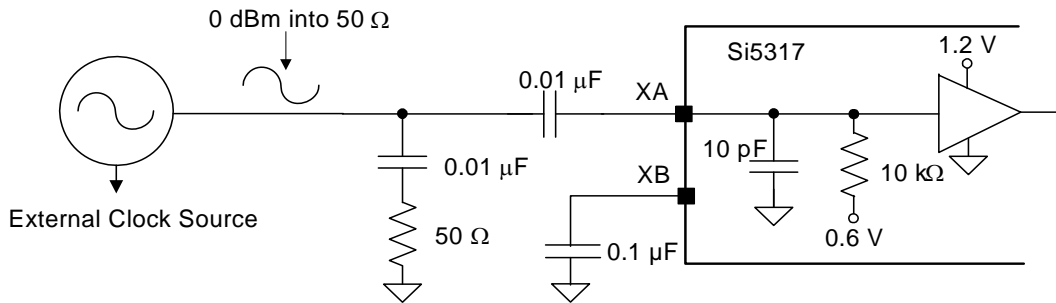 0 dBm into 50 Ω
Si5317
1.2 V
0.01 μF
XA
10 pF
0.01 μF
XB
10 kΩ
External Clock Source
50 Ω
0.1 μF
0.6 V